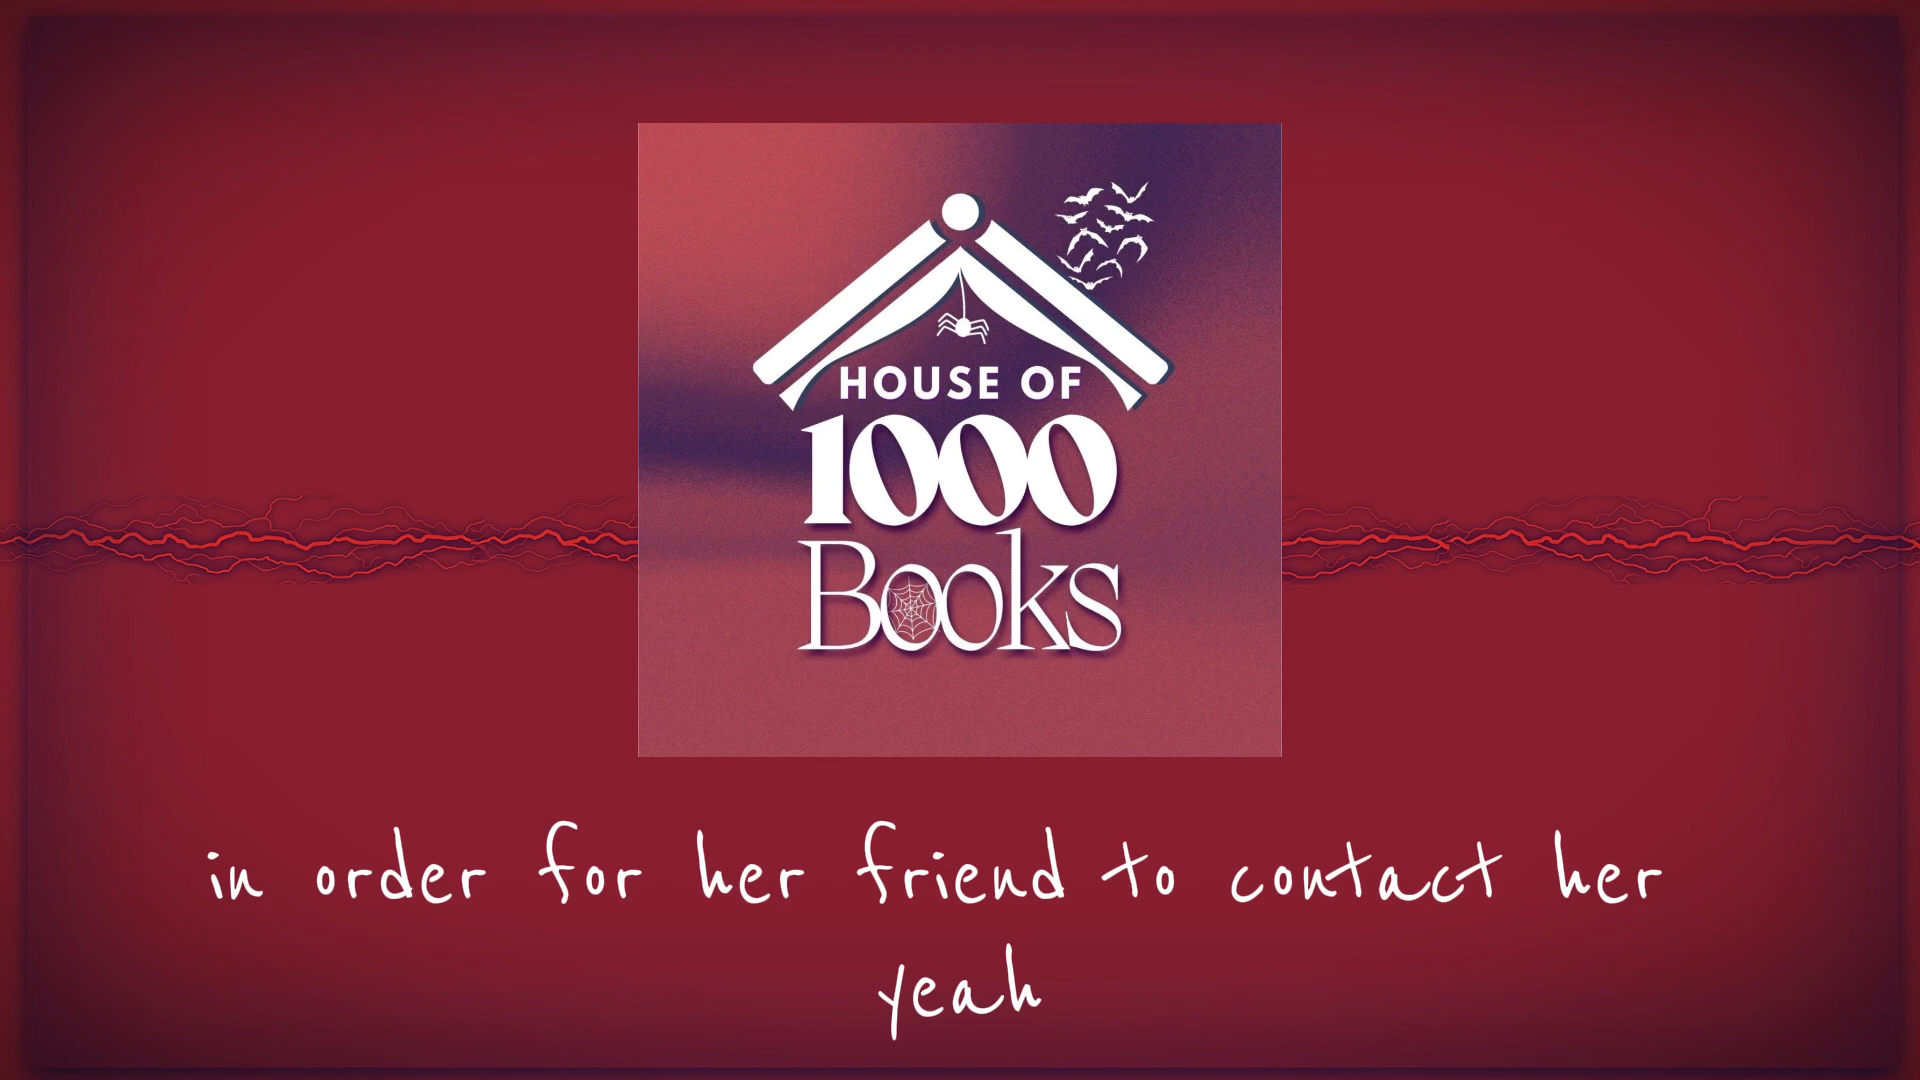 HOUSE OF
1000
Books
in order for her friend to contact her
yeah